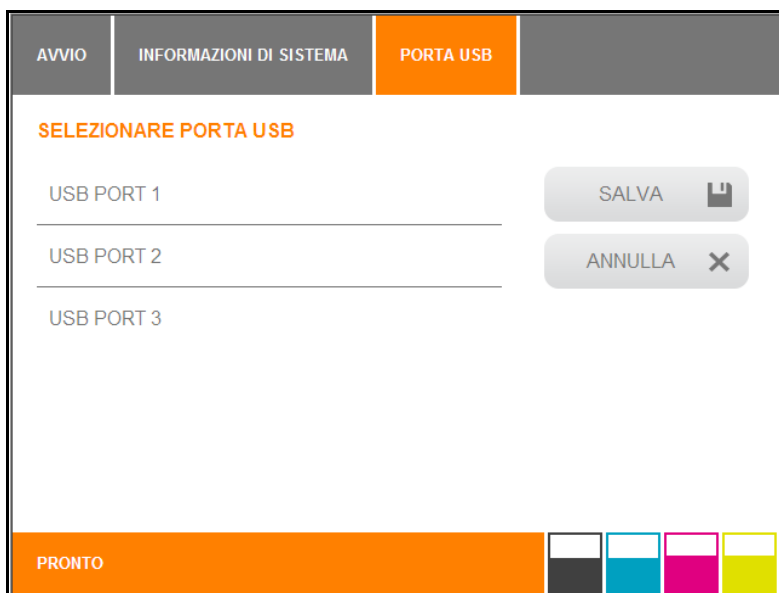 AVVIO
INFORMAZIONI DI SISTEMA
PORTA USB
SELEZIONARE PORTA USB
USB PORT 1
SALVA
USB PORT 2
ANNULLA
USB PORT 3
PRONTO